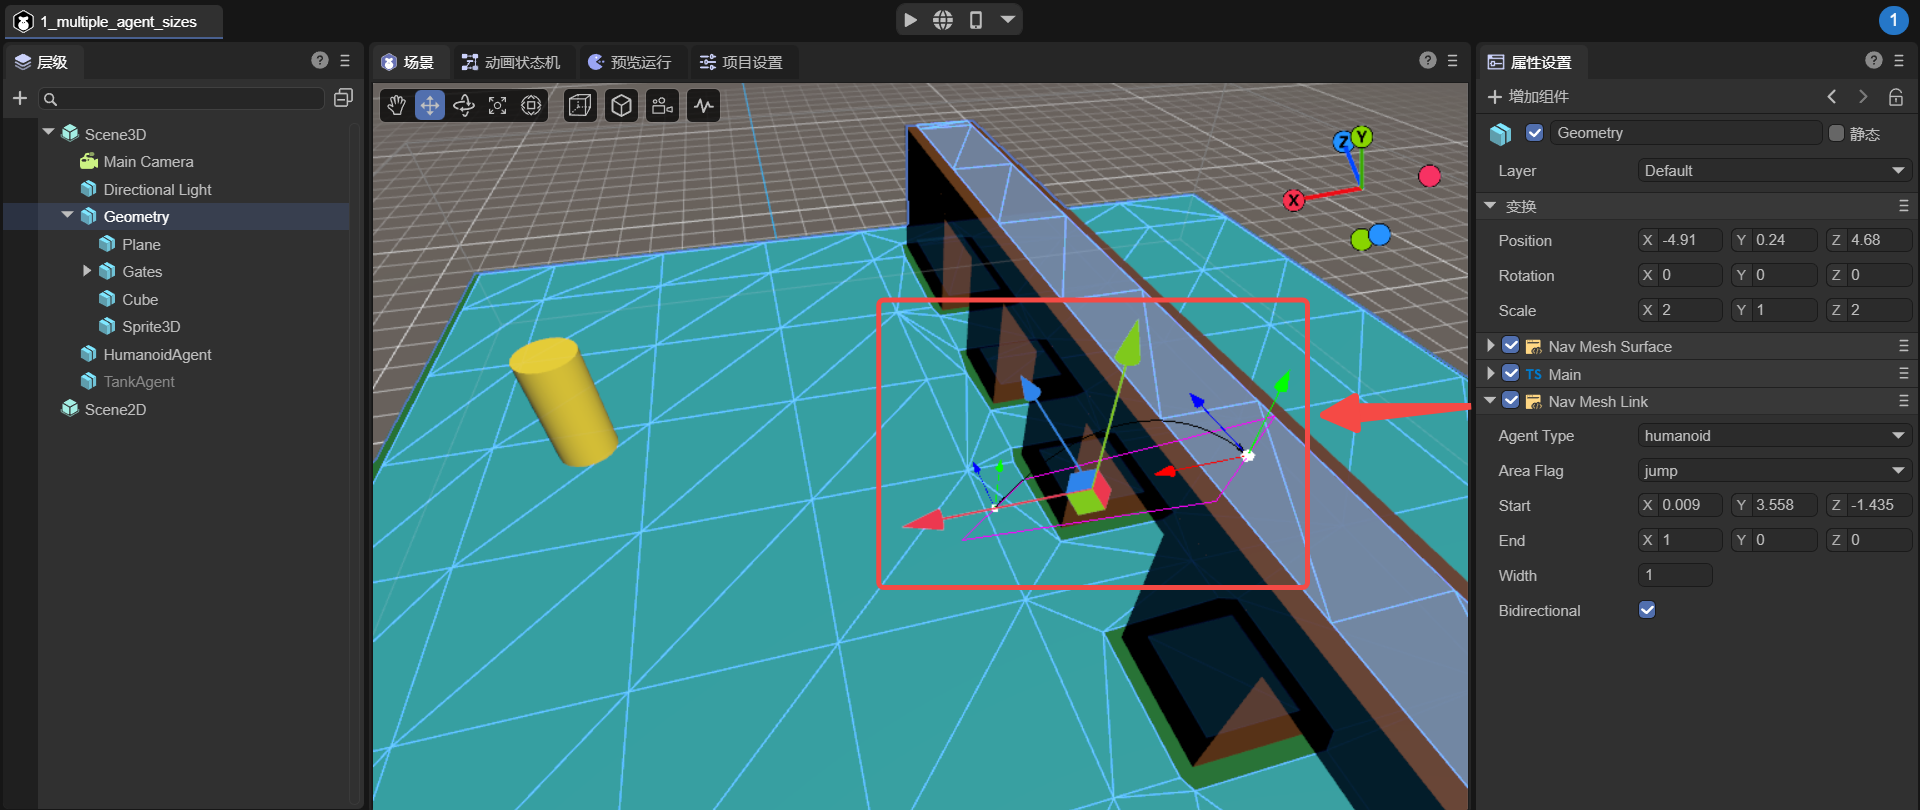 1_multiple_agent_sizes
1
层级
?
场景
动画状态机
预览运行
项目设置
?
属性设置
?
Scene3D
Main Camera
Directional Light
Geometry
Plane
Gates
Cube
Sprite3D
HumanoidAgent
TankAgent
Scene2D
Z
Y
X
增加组件
Geometry
静态
Layer
Default
变换
Position
X -4.91
Y 0.24
Z 4.68
Rotation
X 0
Y 0
Z 0
Scale
X 2
Y 1
Z 2
Nav Mesh Surface
TS Main
Nav Mesh Link
Agent Type
humanoid
Area Flag
jump
Start
X 0.009
Y 3.558
Z -1.435
End
X 1
Y 0
Z 0
Width
1
Bidirectional